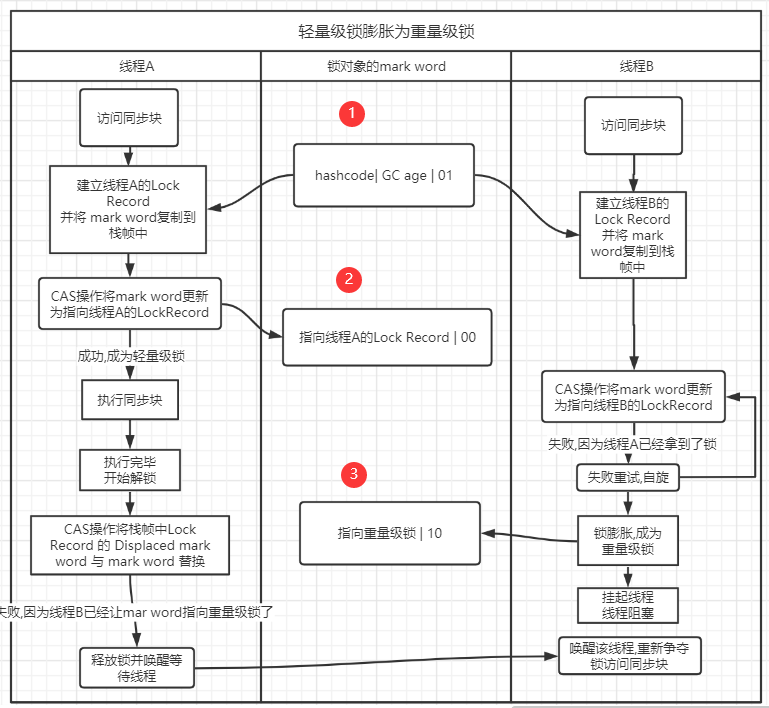 轻量级锁膨胀为重量级锁
线程A
锁对象的mark word
线程B
访问同步块
建立线程A的Lock
Record
并将 mark word复制到
栈帧中
CAS操作将mark word更新
为指向线程A的LockRecord
成功,成为轻量级锁
执行同步块
执行完毕
开始解锁
CAS操作将栈帧中Lock
Record 的 Displaced mark
word 与 mark word 替换
失败,因为线程B已经让mar word指向重量级锁了
释放锁并唤醒等
待线程
1
hashcode| GC age | 01
2
指向线程A的Lock Record | 00
3
指向重量级锁 | 10
访问同步块
建立线程B的
Lock Record
并将 mark
word复制到栈
帧中
CAS操作将mark word更新
为指向线程B的LockRecord
失败,因为线程A已经拿到了锁
失败重试,自旋
锁膨胀,成为
重量级锁
挂起线程
线程阻塞
唤醒该线程,重新争夺
锁访问同步块